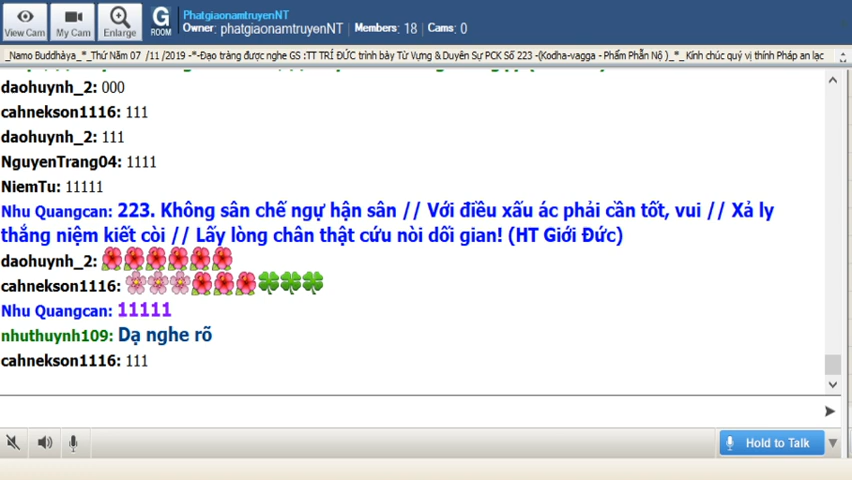 PhatgiaonamtruyenNT
Owner: phatgiaonamtruyenNT Members: 18 Cams: 0
View Cam My Cam Enlarge G ROOM
_Namo Buddhàya_*_Thứ Năm 07 /11 /2019 -*-Đạo tràng được nghe GS :TT TRÍ ĐỨC trình bày Từ Vựng & Duyên Sự PCK Số 223 -(Kodha-vagga - Phẩm Phẫn Nộ )_*_ Kính chúc quý vị thính Pháp an lạc
daohuynh_2: 000
cahnekson1116: 111
daohuynh_2: 111
NguyenTrang04: 1111
NiemTu: 11111
Nhu Quangcan: 223. Không sân chế ngự hận sân // Với điều xấu ác phải cần tốt, vui // Xả ly
thắng niệm kiết còi // Lấy lòng chân thật cứu nòi dối gian! (HT Giới Đức)
daohuynh_2:
cahnekson1116:
Nhu Quangcan: 11111
nhuthuynh109: Dạ nghe rõ
cahnekson1116: 111
Hold to Talk